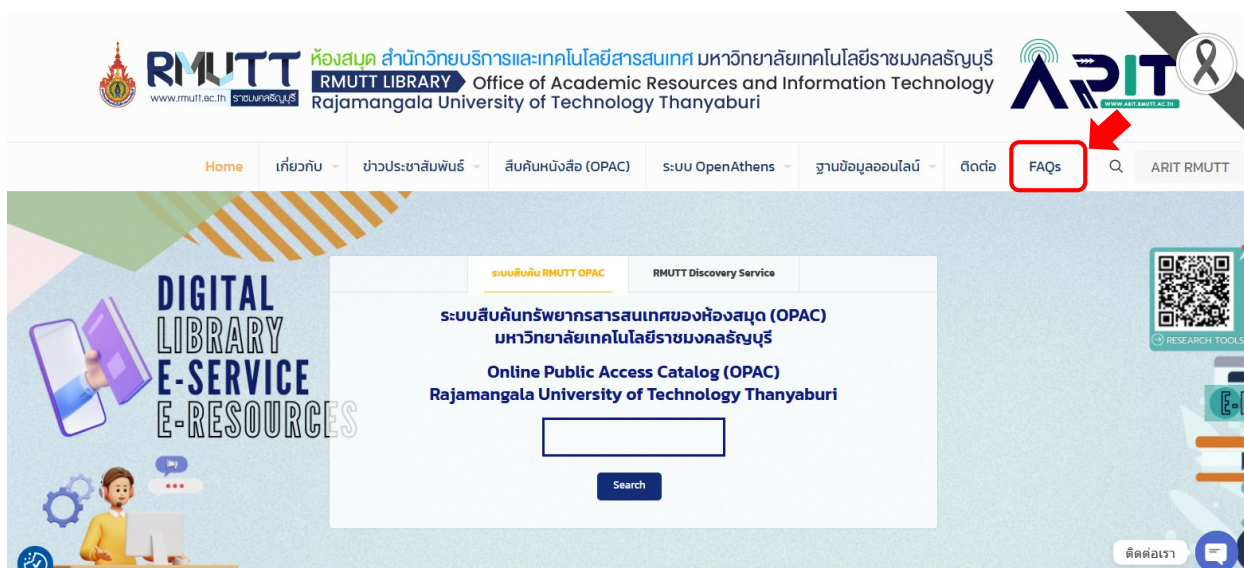 RMUTT
www.rmutt.ac.th ราชมงคลธัญบุรี
ห้องสมุด สำนักวิทยบริการและเทคโนโลยีสารสนเทศ มหาวิทยาลัยเทคโนโลยีราชมงคลธัญบุรี
RMUTT LIBRARY Office of Academic Resources and Information Technology
Rajamangala University of Technology Thanyaburi
ARIT
WWW.ARIT.RMUTT.AC.TH
Home เกี่ยวกับ ข่าวประชาสัมพันธ์ สืบค้นหนังสือ (OPAC) ระบบ OpenAthens ฐานข้อมูลออนไลน์ ติดต่อ FAQs ARIT RMUTT
DIGITAL
LIBRARY
E-SERVICE
E-RESOURCES
ระบบสืบค้น RMUTT OPAC RMUTT Discovery Service
ระบบสืบค้นทรัพยากรสารสนเทศของห้องสมุด (OPAC)
มหาวิทยาลัยเทคโนโลยีราชมงคลธัญบุรี
Online Public Access Catalog (OPAC)
Rajamangala University of Technology Thanyaburi
Search
RESEARCH TOOLS
ติดต่อเรา